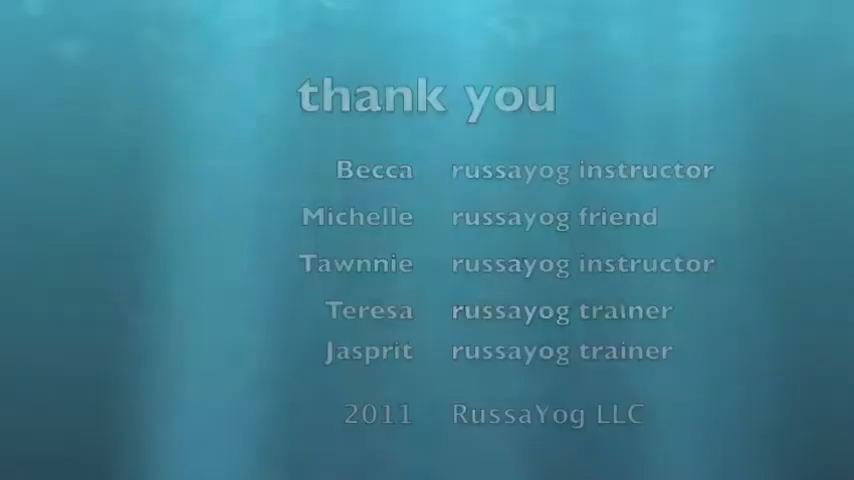 thank you
Becca russayog instructor
Michelle russayog friend
Tawnnie russayog instructor
Teresa russayog trainer
Jasprit russayog trainer
2011 RussaYog LLC